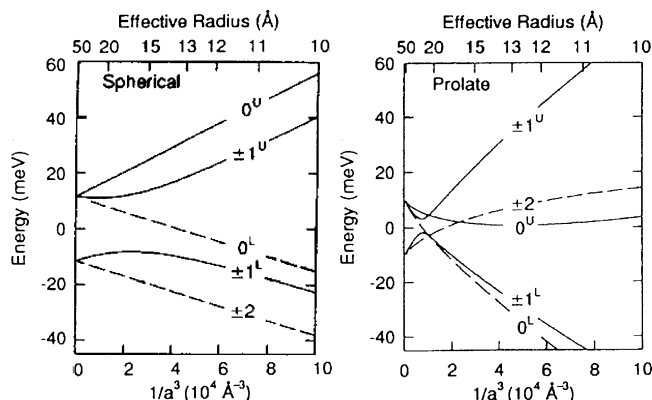 Effective Radius (Å)
50 20 15 13 12 11 10
Spherical
60
40
20
0
-20
-40
Energy (meV)
0ᵁ
±1ᵁ
0ᴸ
±1ᴸ
±2
0 2 4 6 8 10
1/a³ (10⁴ Å⁻³)
Effective Radius (Å)
50 20 15 13 12 11 10
Prolate
60
40
20
0
-20
-40
Energy (meV)
±1ᵁ
±2
0ᵁ
±1ᴸ
0ᴸ
0 2 4 6 8 10
1/a³ (10⁴ Å⁻³)